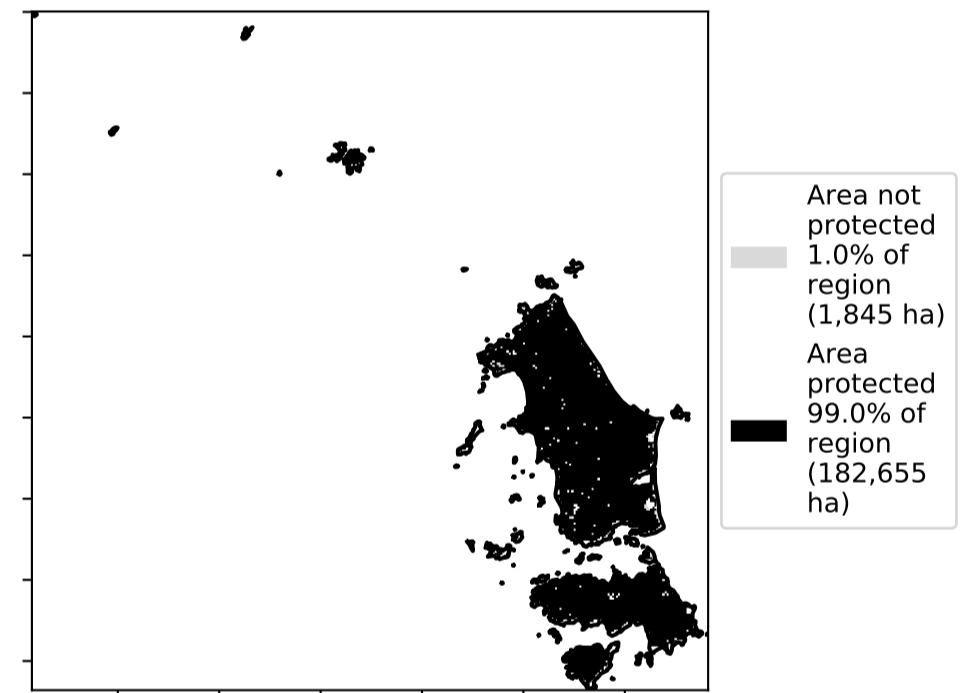 Area not
protected
1.0% of
region
(1,845 ha)
Area
protected
99.0% of
region
(182,655
ha)